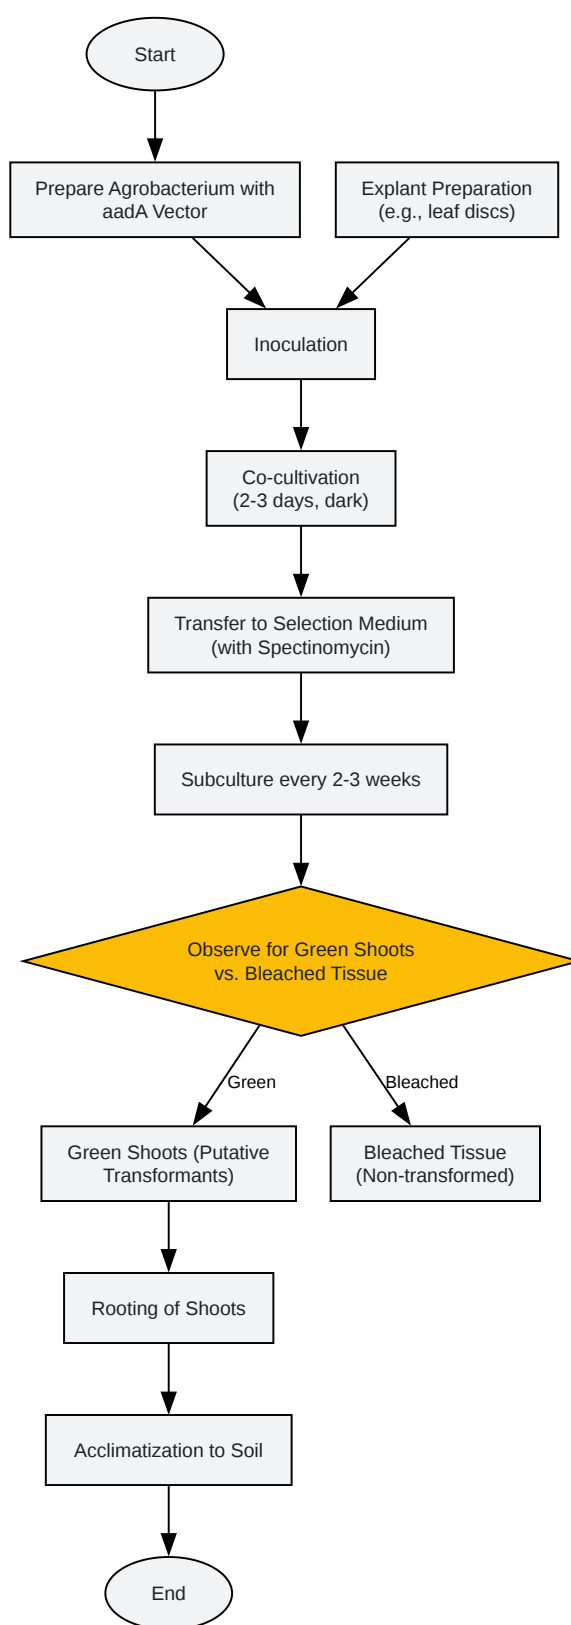 Start
Prepare Agrobacterium with
aadA Vector
Explant Preparation
(e.g., leaf discs)
Inoculation
Co-cultivation
(2-3 days, dark)
Transfer to Selection Medium
(with Spectinomycin)
Subculture every 2-3 weeks
Observe for Green Shoots
vs. Bleached Tissue
Green
Bleached
Green Shoots (Putative
Transformants)
Bleached Tissue
(Non-transformed)
Rooting of Shoots
Acclimatization to Soil
End